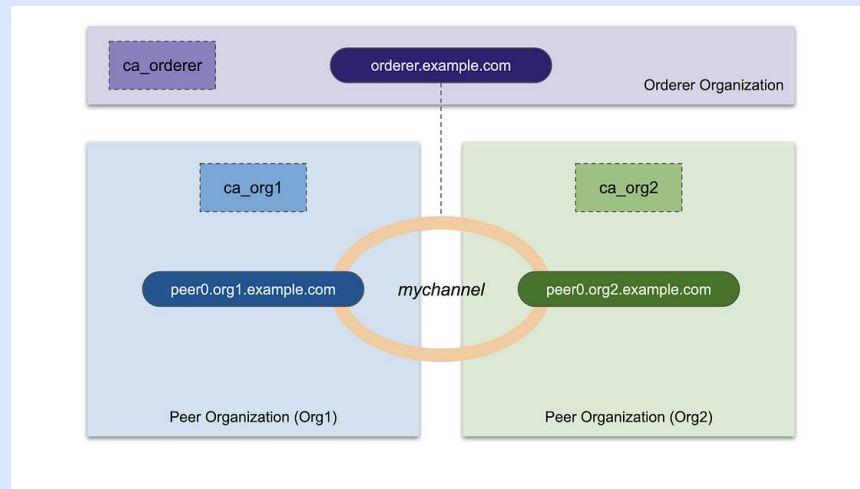 ca_orderer
orderer.example.com
Orderer Organization
ca_org1
ca_org2
peer0.org1.example.com
mychannel
peer0.org2.example.com
Peer Organization (Org1)
Peer Organization (Org2)